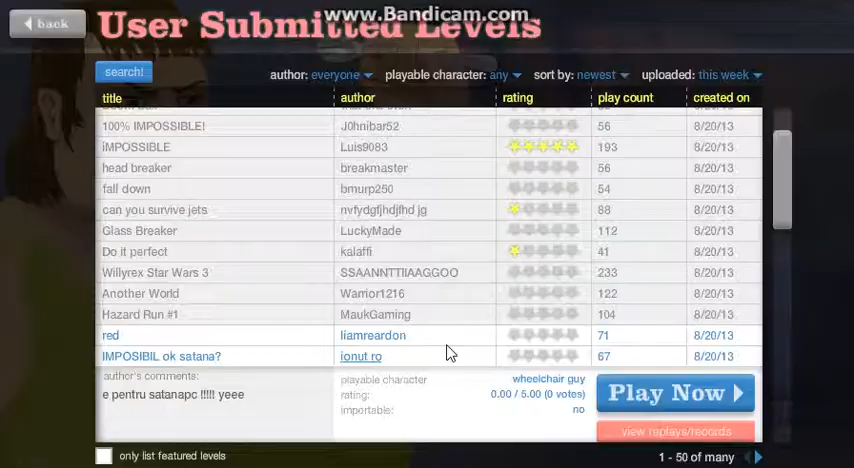 www.Bandicam.com
back
User Submitted Levels
search!
author: everyone playable character: any sort by: newest uploaded: this week
title author rating play count created on
100% IMPOSSIBLE! J0hnibar52 56 8/20/13
iMPOSSIBLE Luis9083 193 8/20/13
head breaker breakmaster 56 8/20/13
fall down bmurp250 54 8/20/13
can you survive jets nvfydgfjhdjfhd jg 88 8/20/13
Glass Breaker LuckyMade 112 8/20/13
Do it perfect kalaffi 41 8/20/13
Willyrex Star Wars 3 SSAANNTTIIAAGGOO 233 8/20/13
Another World Warrior1216 122 8/20/13
Hazard Run #1 MaukGaming 104 8/20/13
red liamreardon 71 8/20/13
IMPOSIBIL ok satana? ionut ro 67 8/20/13
author's comments:
e pentru satanapc !!!!! yeee
playable character wheelchair guy
rating: 0.00 / 5.00 (0 votes)
importable: no
Play Now
view replays/records
only list featured levels
1 - 50 of many